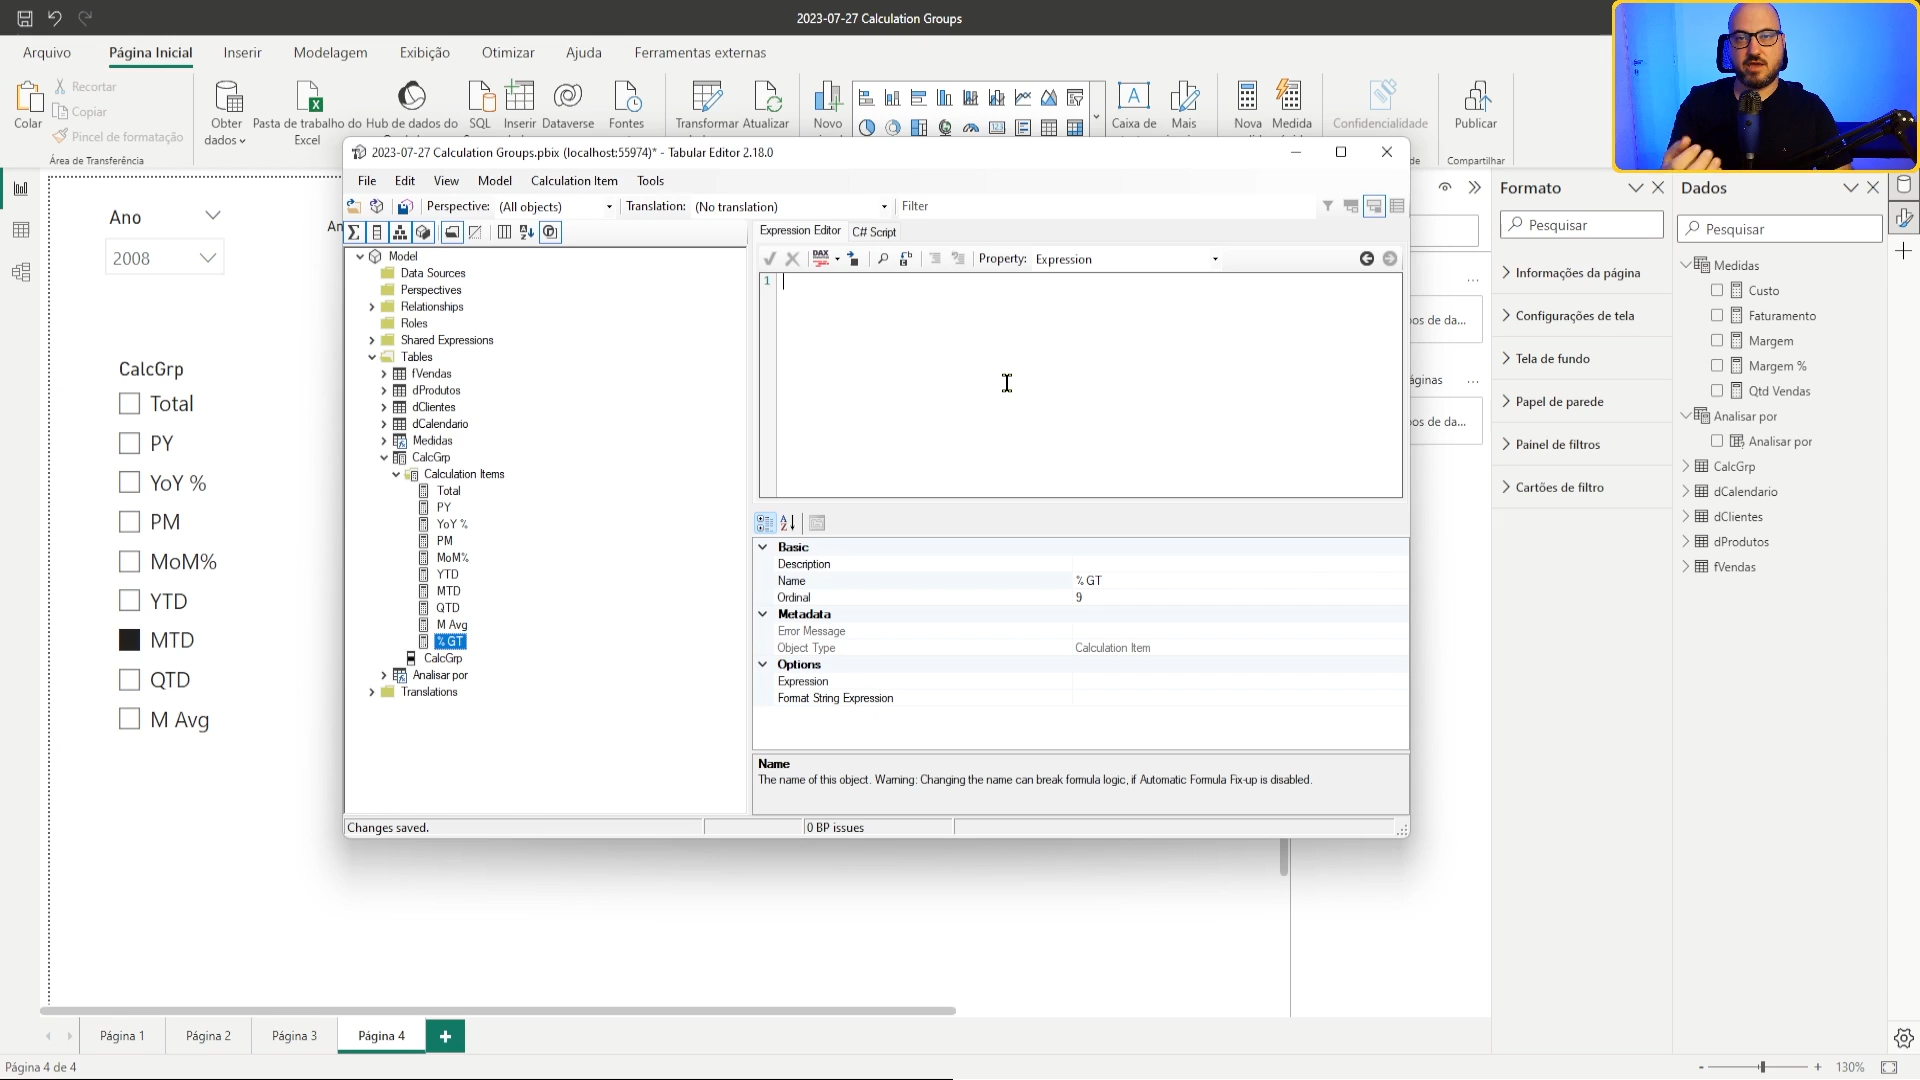 2023-07-27 Calculation Groups
Arquivo
Página Inicial
Inserir
Modelagem
Exibição
Otimizar
Ajuda
Ferramentas externas
Colar
Recortar
Copiar
Pincel de formatação
Área de Transferência
Obter
dados
Pasta de trabalho do
Excel
Hub de dados do
SQL
Inserir
Dataverse
Fontes
Transformar
Atualizar
Novo
Caixa de
Mais
Nova
Medida
Confidencialidade
Publicar
Compartilhar
2023-07-27 Calculation Groups.pbix (localhost:55974)* - Tabular Editor 2.18.0
File
Edit
View
Model
Calculation Item
Tools
Perspective:
(All objects)
Translation:
(No translation)
Filter
Expression Editor
C# Script
DAX
Property:
Expression
1
Model
Data Sources
Perspectives
Relationships
Roles
Shared Expressions
Tables
fVendas
dProdutos
dClientes
dCalendario
Medidas
CalcGrp
Calculation Items
Total
PY
YoY %
PM
MoM%
YTD
MTD
QTD
M Avg
% GT
CalcGrp
Analisar por
Translations
Basic
Description
Name
% GT
Ordinal
9
Metadata
Error Message
Object Type
Calculation Item
Options
Expression
Format String Expression
Name
The name of this object. Warning: Changing the name can break formula logic, if Automatic Formula Fix-up is disabled.
Changes saved.
0 BP issues
Ano
2008
An
CalcGrp
Total
PY
YoY %
PM
MoM%
YTD
MTD
QTD
M Avg
os de da...
áginas
os de da...
Formato
Pesquisar
Informações da página
Configurações de tela
Tela de fundo
Papel de parede
Painel de filtros
Cartões de filtro
Dados
Pesquisar
Medidas
Custo
Faturamento
Margem
Margem %
Qtd Vendas
Analisar por
Analisar por
CalcGrp
dCalendario
dClientes
dProdutos
fVendas
Página 1
Página 2
Página 3
Página 4
Página 4 de 4
130%